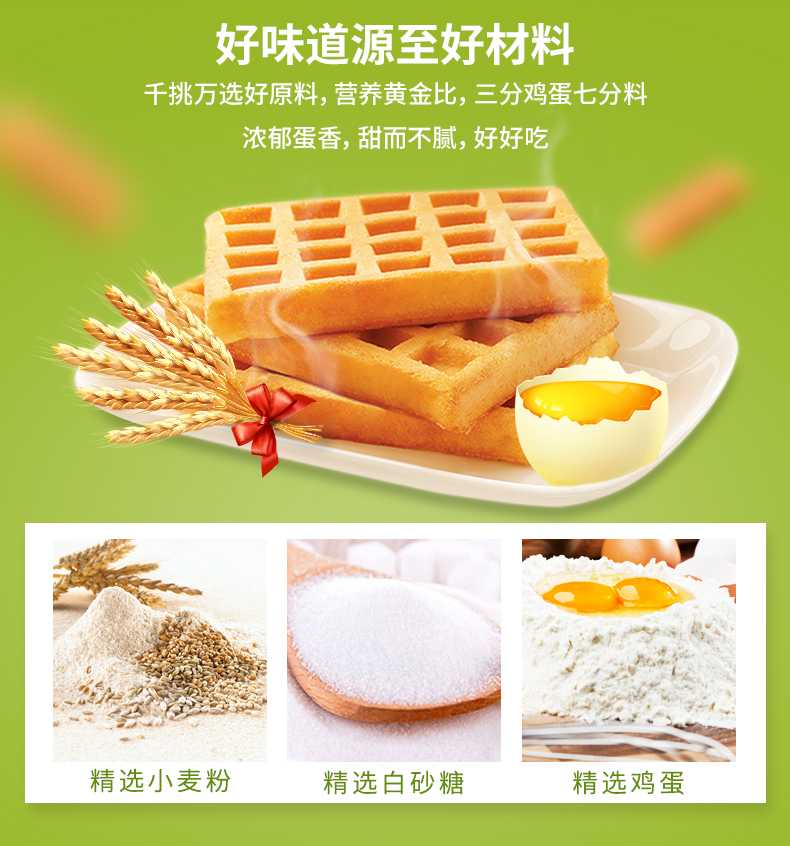 好味道源至好材料
千挑万选好原料,营养黄金比,三分鸡蛋七分料
浓郁蛋香,甜而不腻,好好吃
精选小麦粉
精选白砂糖
精选鸡蛋